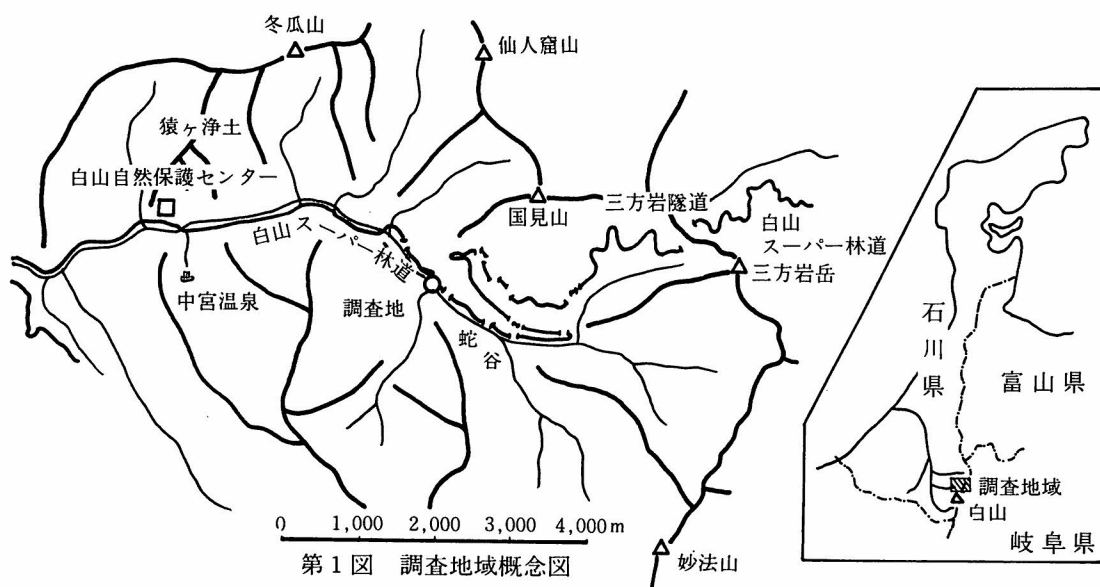 冬瓜山
仙人窟山
猿ヶ浄土
白山自然保護センター
国見山
三方岩隧道
白山
スーパー林道
三方岩岳
白山スーパー林道
中宮温泉
調査地
蛇谷
妙法山
0 1,000 2,000 3,000 4,000m
第1図 調査地域概念図
石川県
富山県
調査地域
白山
岐阜県